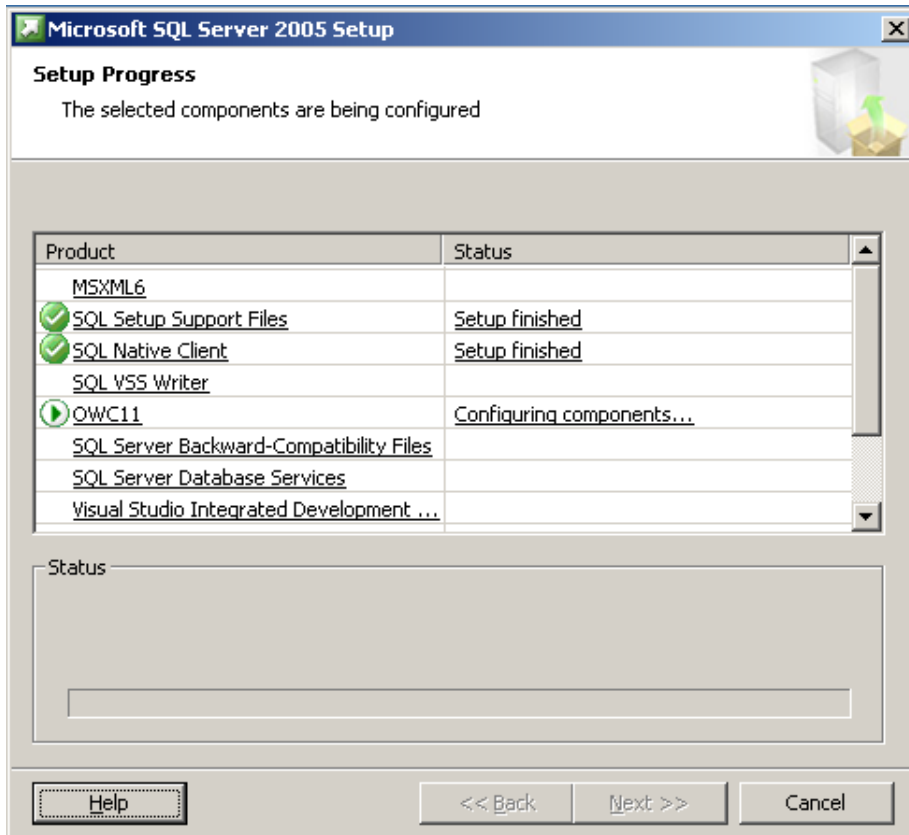 Microsoft SQL Server 2005 Setup
Setup Progress
The selected components are being configured
Product Status
MSXML6
SQL Setup Support Files Setup finished
SQL Native Client Setup finished
SQL VSS Writer
OWC11 Configuring components...
SQL Server Backward-Compatibility Files
SQL Server Database Services
Visual Studio Integrated Development ...
Status
Help << Back Next >> Cancel